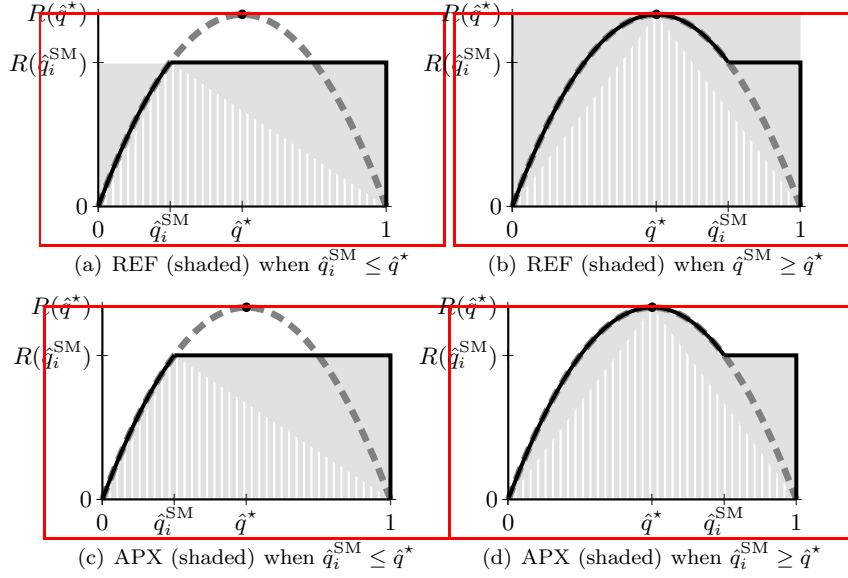 R(q̂⋆) R(q̂⋆)
R(q̂ᵢˢᴹ) R(q̂ᵢˢᴹ)
0 0
0 q̂ᵢˢᴹ q̂⋆ 1 0 q̂⋆ q̂ᵢˢᴹ 1
(a) REF (shaded) when q̂ᵢˢᴹ ≤ q̂⋆ (b) REF (shaded) when q̂ˢᴹ ≥ q̂⋆
R(q̂⋆) R(q̂⋆)
R(q̂ᵢˢᴹ) R(q̂ᵢˢᴹ)
0 0
0 q̂ᵢˢᴹ q̂⋆ 1 0 q̂⋆ q̂ᵢˢᴹ 1
(c) APX (shaded) when q̂ᵢˢᴹ ≤ q̂⋆ (d) APX (shaded) when q̂ᵢˢᴹ ≥ q̂⋆